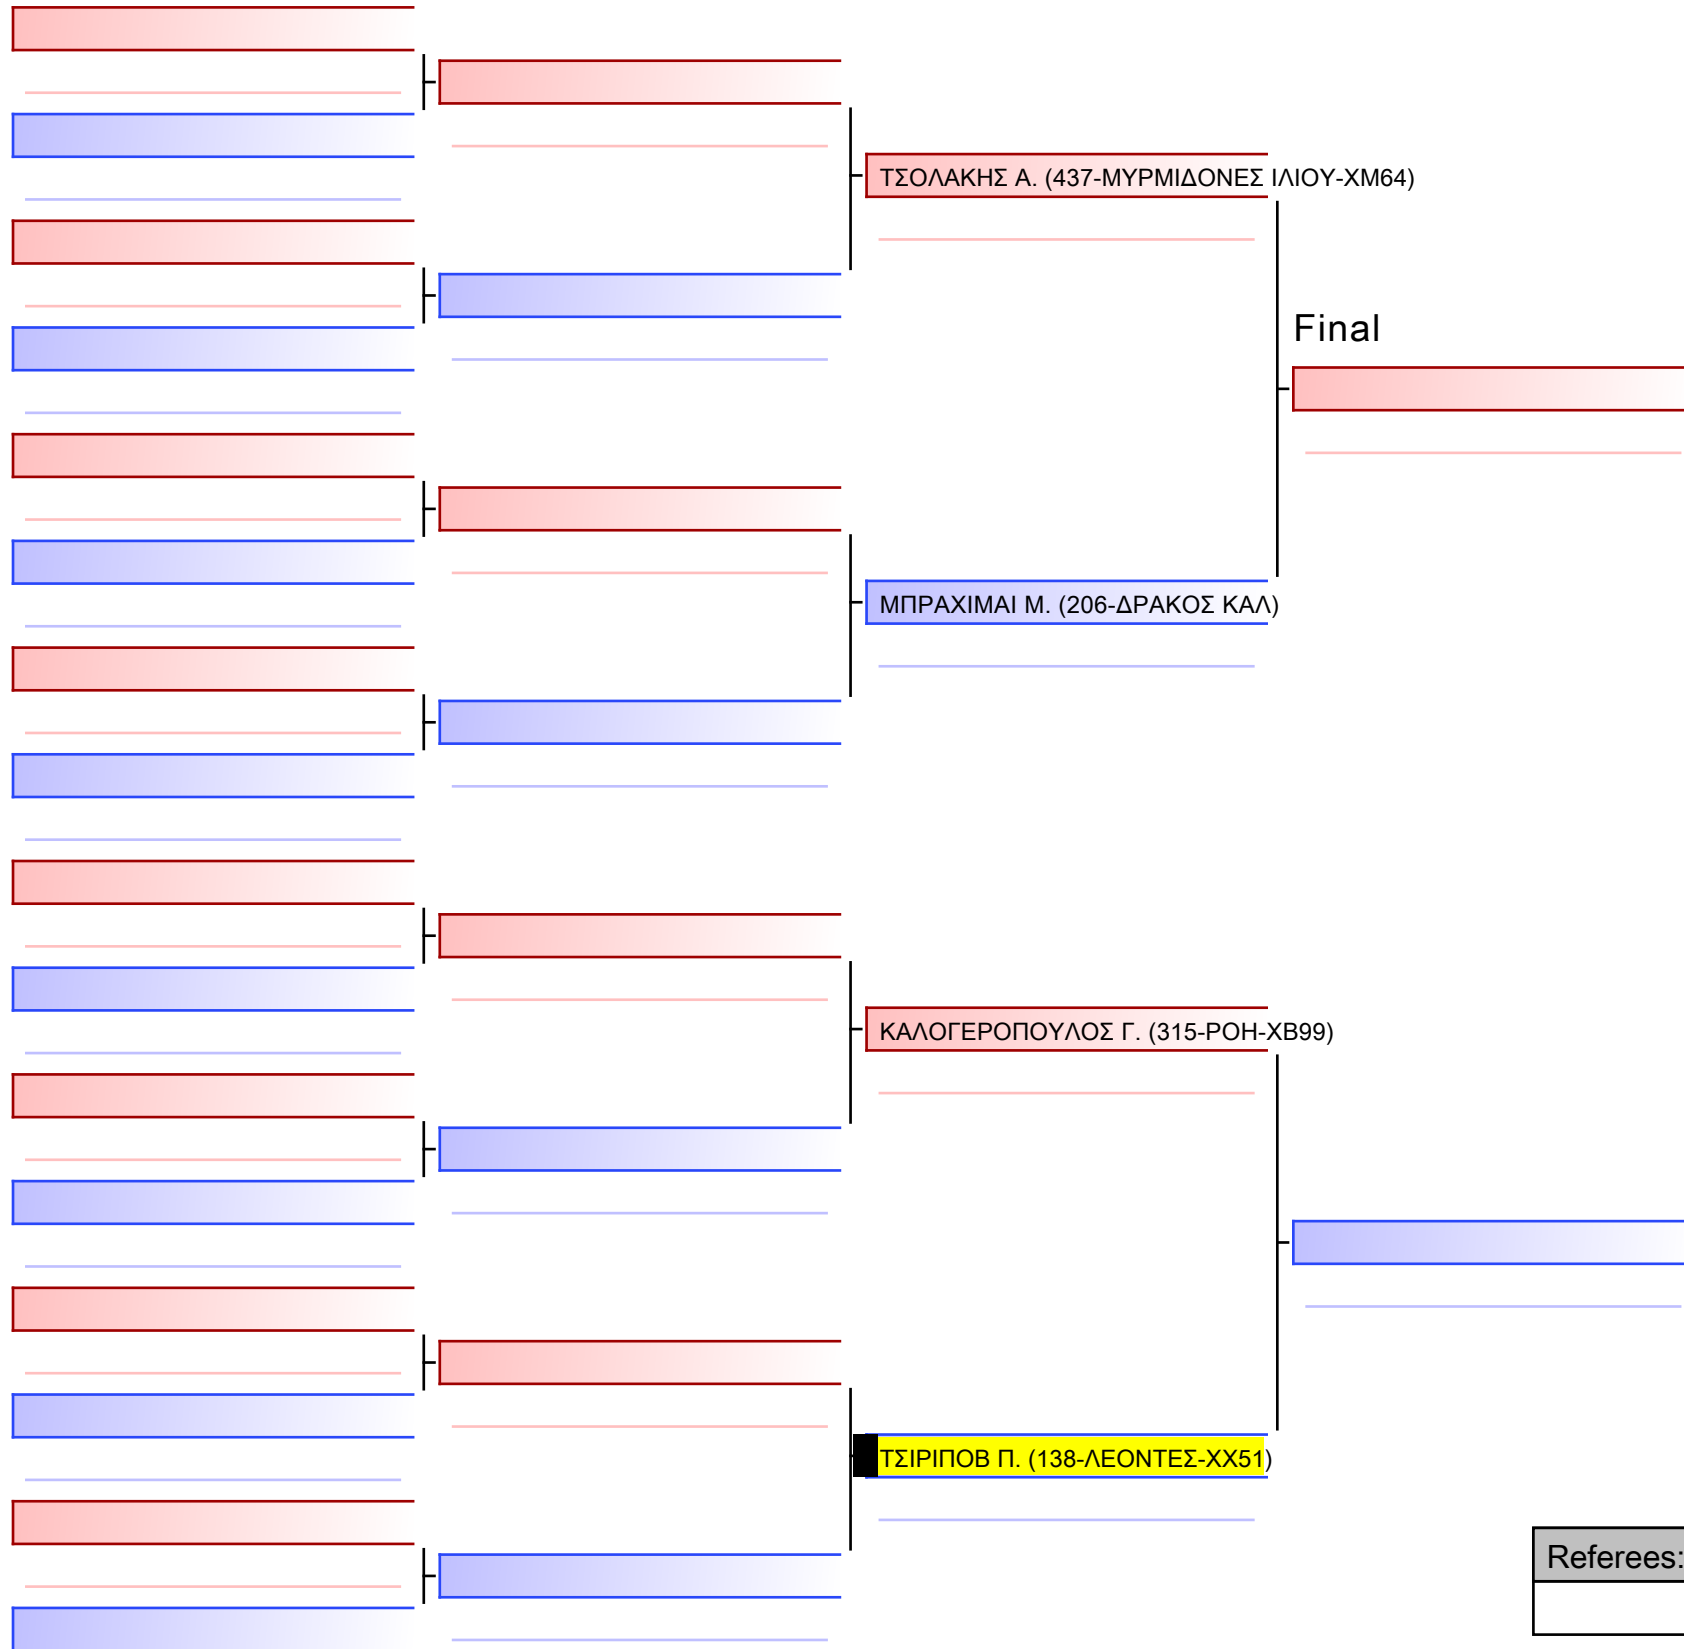 ΤΣΟΛΑΚΗΣ Α. (437-ΜΥΡΜΙΔΟΝΕΣ ΙΛΙΟΥ-ΧΜ64)
Final
ΜΠΡΑΧΙΜΑΙ Μ. (206-ΔΡΑΚΟΣ ΚΑΛ)
ΚΑΛΟΓΕΡΟΠΟΥΛΟΣ Γ. (315-ΡΟΗ-ΧΒ99)
ΤΣΙΡΙΠΟΒ Π. (138-ΛΕΟΝΤΕΣ-ΧΧ51)
Referees: